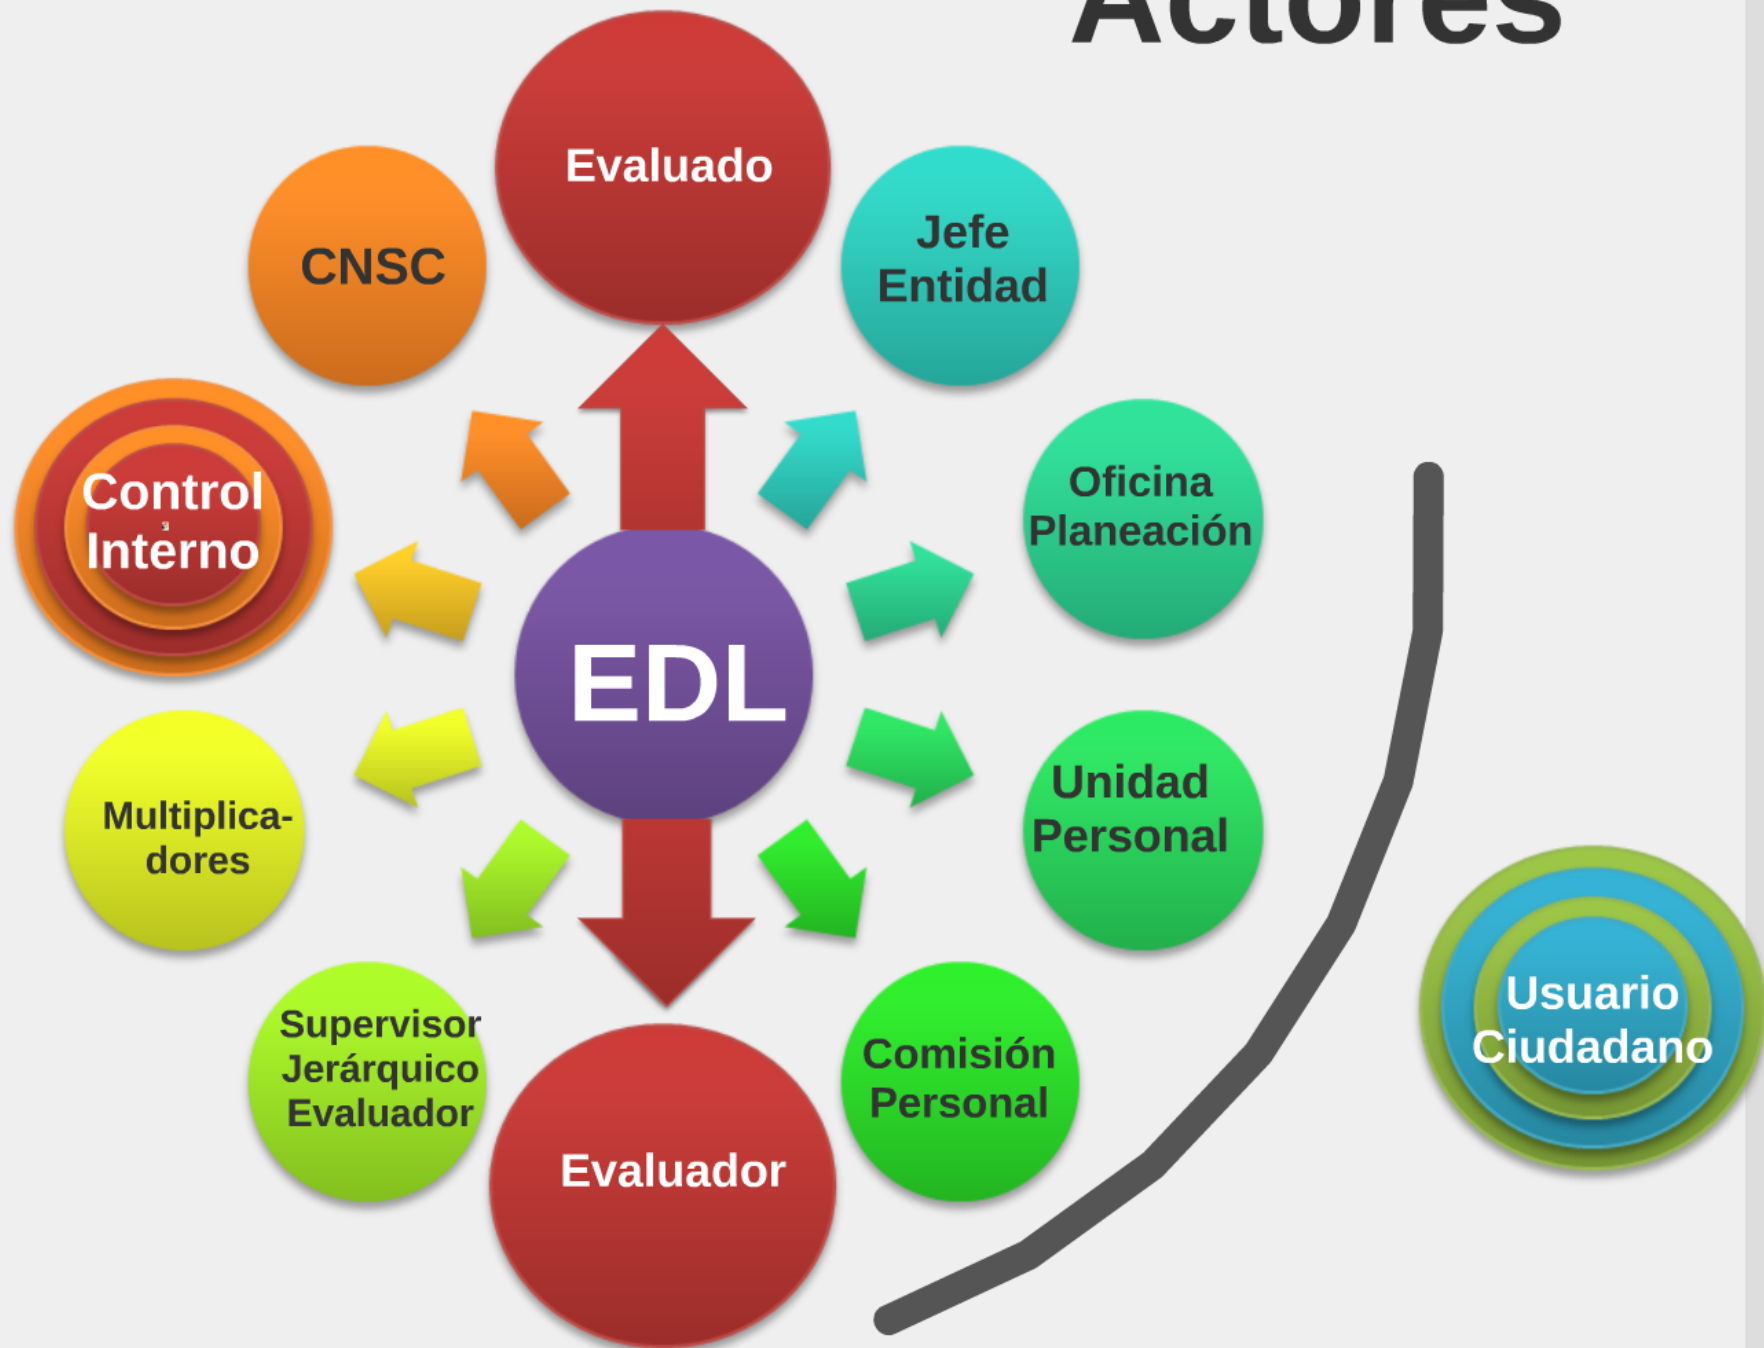 Actores
Evaluado
CNSC
Jefe
Entidad
Control
Interno
Oficina
Planeación
EDL
Multiplica-
dores
Unidad
Personal
Supervisor
Jerárquico
Evaluador
Comisión
Personal
Evaluador
Usuario
Ciudadano